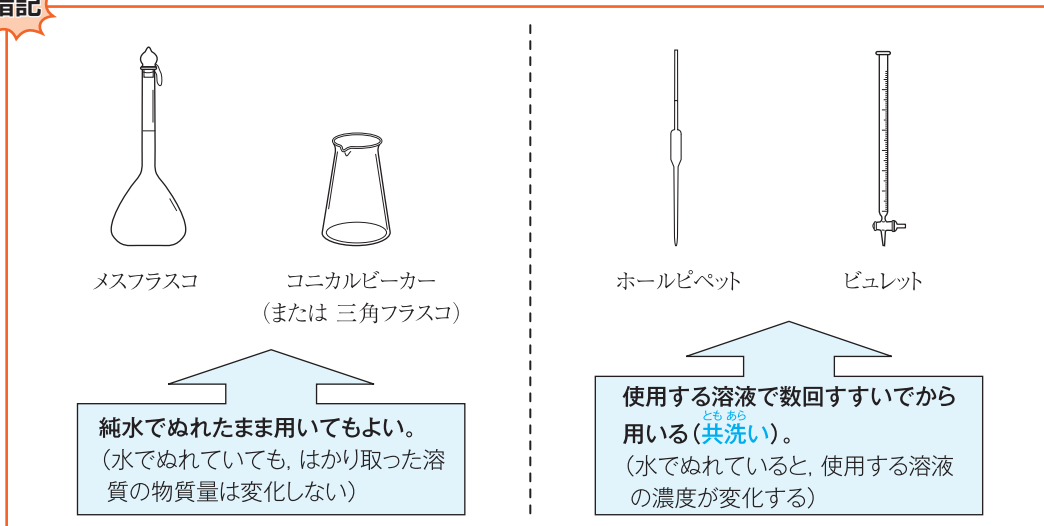 暗記
メスフラスコ
コニカルビーカー
(または 三角フラスコ)
純水でぬれたまま用いてもよい。
(水でぬれていても, はかり取った溶
質の物質量は変化しない)
ホールピペット
ビュレット
使用する溶液で数回すすいでから
とも あら
用いる(共洗い)。
(水でぬれていると, 使用する溶液
の濃度が変化する)